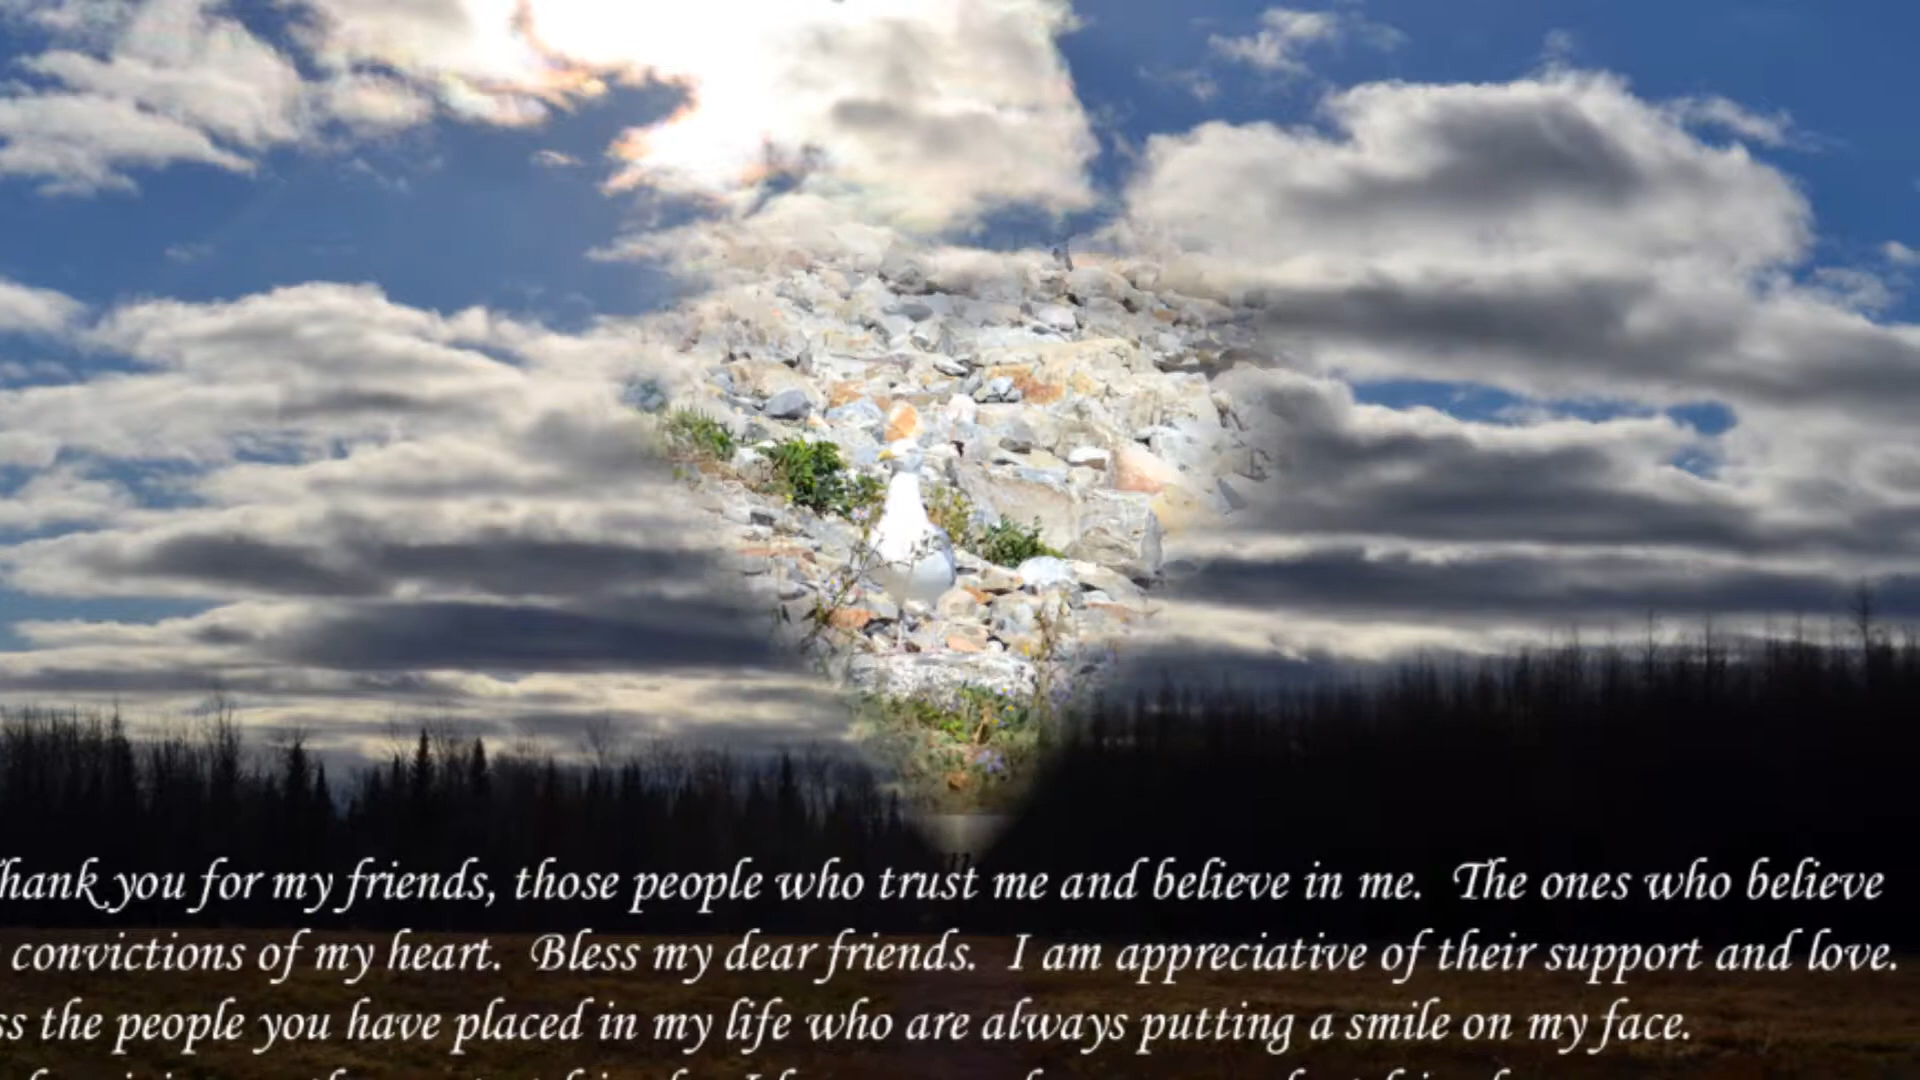 hank you for my friends, those people who trust me and believe in me. The ones who believe
convictions of my heart. Bless my dear friends. I am appreciative of their support and love.
ss the people you have placed in my life who are always putting a smile on my face.